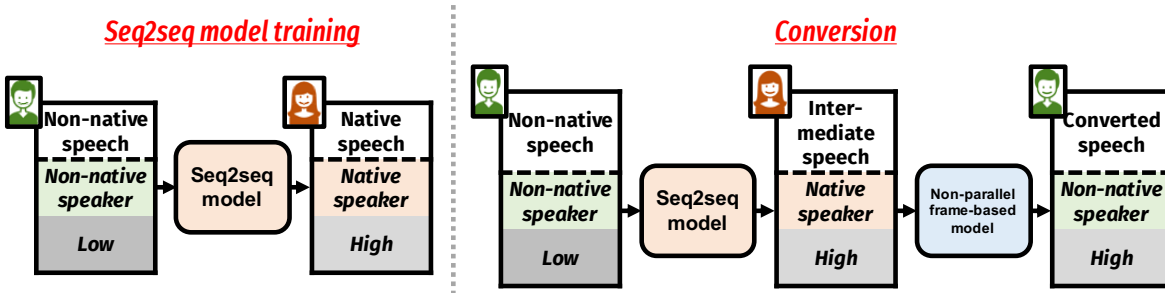 Seq2seq model training
Non-native
speech
Non-native
speaker
Low
Seq2seq
model
Native
speech
Native
speaker
High
Conversion
Non-native
speech
Non-native
speaker
Low
Seq2seq
model
Inter-
mediate
speech
Native
speaker
High
Non-parallel
frame-based
model
Converted
speech
Non-native
speaker
High